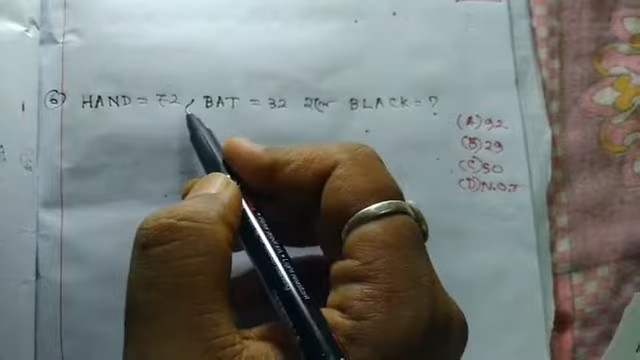 (6) HAND = 72, BAT = 32 হলে BLACK = ?
(A) 92
(B) 29
(C) 50
(D) N.O.T